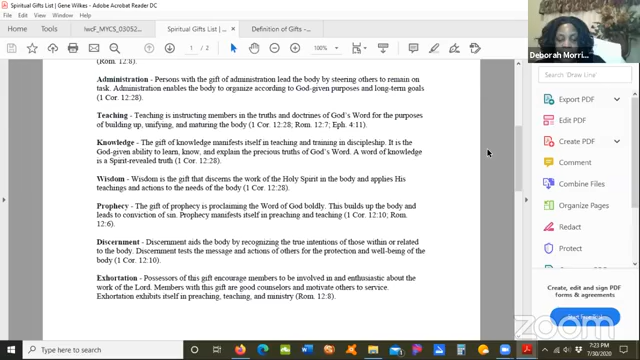 Spiritual Gifts List | Gene Wilkes - Adobe Acrobat Reader DC
File Edit View Window Help
Home Tools IwcF_MYCS_03052... Spiritual Gifts List ... × Definition of Gifts -...
1 / 2 100%
(Rom. 12:8)
Administration - Persons with the gift of administration lead the body by steering others to remain on
task. Administration enables the body to organize according to God-given purposes and long-term goals
(1 Cor. 12:28)
Teaching - Teaching is instructing members in the truths and doctrines of God's Word for the purposes
of building up, unifying, and maturing the body (1 Cor. 12:28; Rom. 12:7; Eph. 4:11).
Knowledge - The gift of knowledge manifests itself in teaching and training in discipleship. It is the
God-given ability to learn, know, and explain the precious truths of God's Word. A word of knowledge
is a Spirit-revealed truth (1 Cor. 12:28).
Wisdom - Wisdom is the gift that discerns the work of the Holy Spirit in the body and applies His
teachings and actions to the needs of the body (1 Cor. 12:28).
Prophecy - The gift of prophecy is proclaiming the Word of God boldly. This builds up the body and
leads to conviction of sin. Prophecy manifests itself in preaching and teaching (1 Cor. 12:10; Rom.
12:6).
Discernment - Discernment aids the body by recognizing the true intentions of those within or related
to the body. Discernment tests the message and actions of others for the protection and well-being of the
body (1 Cor. 12:10).
Exhortation - Possessors of this gift encourage members to be involved in and enthusiastic about the
work of the Lord. Members with this gift are good counselors and motivate others to service.
Exhortation exhibits itself in preaching, teaching, and ministry (Rom. 12:8).
Deborah Morri...
Search 'Draw Line'
Export PDF
Edit PDF
Create PDF
Comment
Combine Files
Organize Pages
Redact
Protect
Create, edit and sign PDF
forms & agreements
Start Free Trial
zoom
Type here to search
7:23 PM
7/30/2020